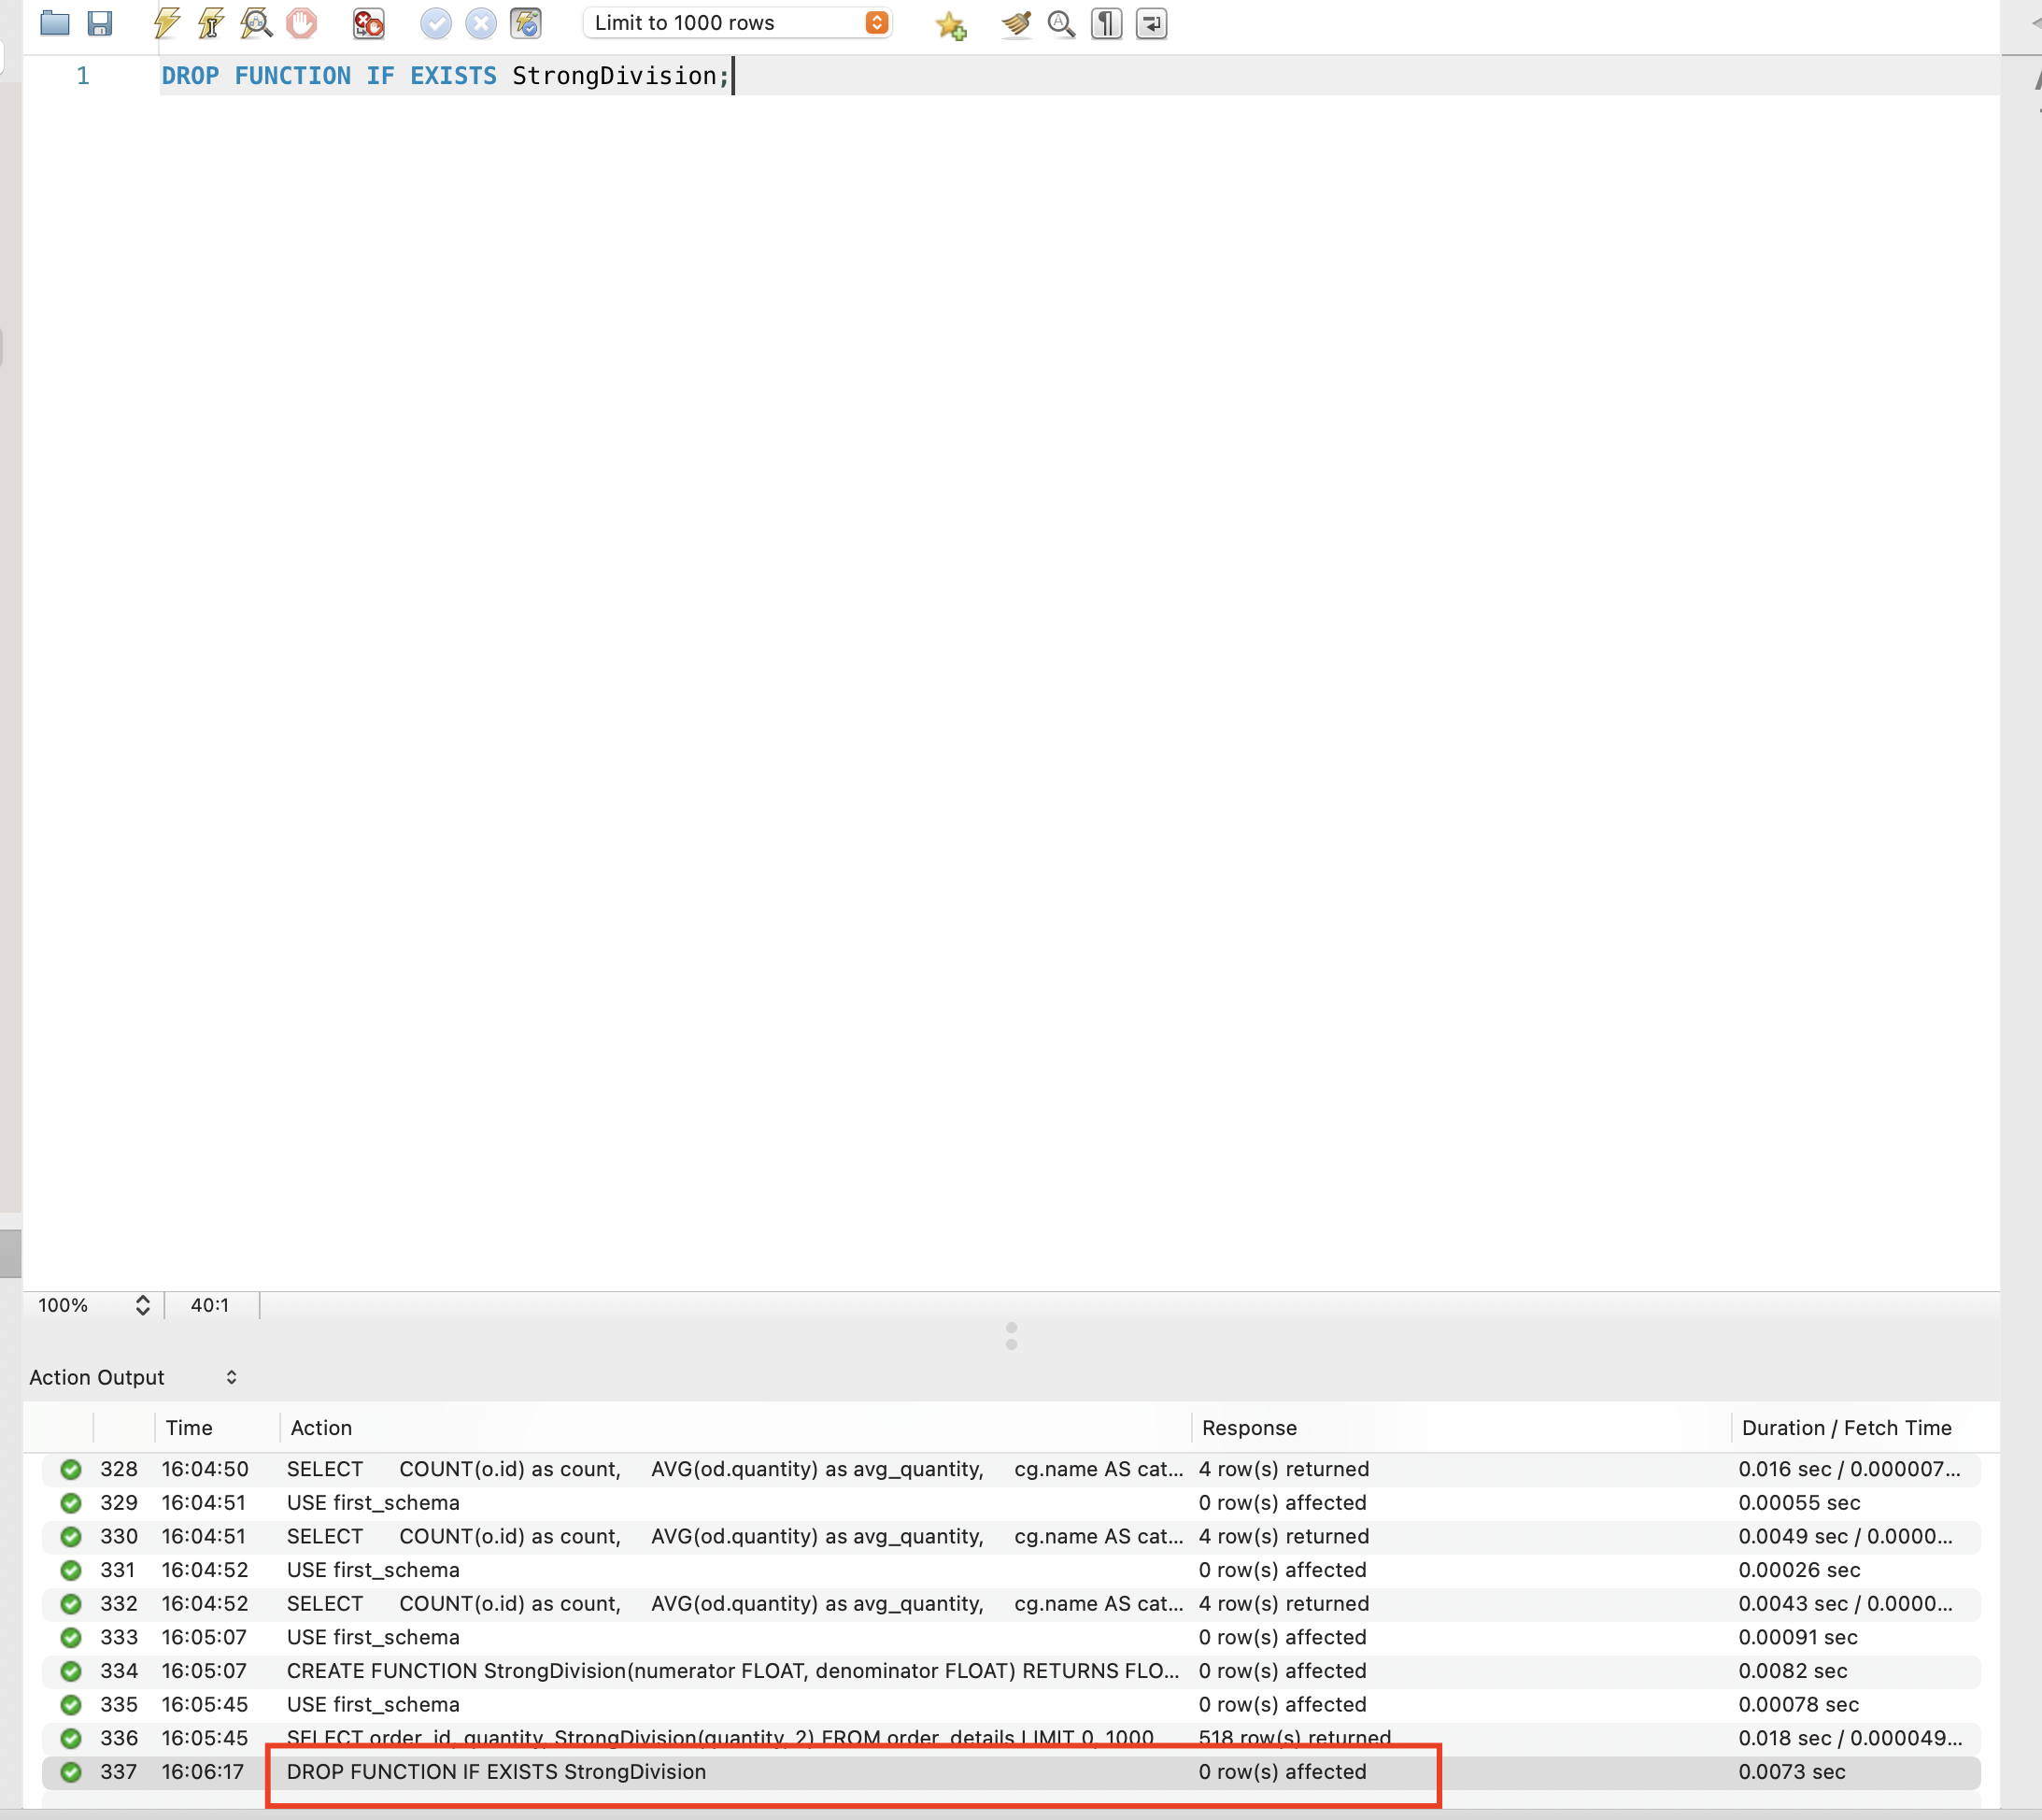 Limit to 1000 rows
1 DROP FUNCTION IF EXISTS StrongDivision;
100% 40:1
Action Output
Time Action Response Duration / Fetch Time
328 16:04:50 SELECT COUNT(o.id) as count, AVG(od.quantity) as avg_quantity, cg.name AS cat... 4 row(s) returned 0.016 sec / 0.000007...
329 16:04:51 USE first_schema 0 row(s) affected 0.00055 sec
330 16:04:51 SELECT COUNT(o.id) as count, AVG(od.quantity) as avg_quantity, cg.name AS cat... 4 row(s) returned 0.0049 sec / 0.0000...
331 16:04:52 USE first_schema 0 row(s) affected 0.00026 sec
332 16:04:52 SELECT COUNT(o.id) as count, AVG(od.quantity) as avg_quantity, cg.name AS cat... 4 row(s) returned 0.0043 sec / 0.0000...
333 16:05:07 USE first_schema 0 row(s) affected 0.00091 sec
334 16:05:07 CREATE FUNCTION StrongDivision(numerator FLOAT, denominator FLOAT) RETURNS FLO... 0 row(s) affected 0.0082 sec
335 16:05:45 USE first_schema 0 row(s) affected 0.00078 sec
336 16:05:45 SELECT order_id, quantity, StrongDivision(quantity, 2) FROM order_details LIMIT 0, 1000 518 row(s) returned 0.018 sec / 0.000049...
337 16:06:17 DROP FUNCTION IF EXISTS StrongDivision 0 row(s) affected 0.0073 sec